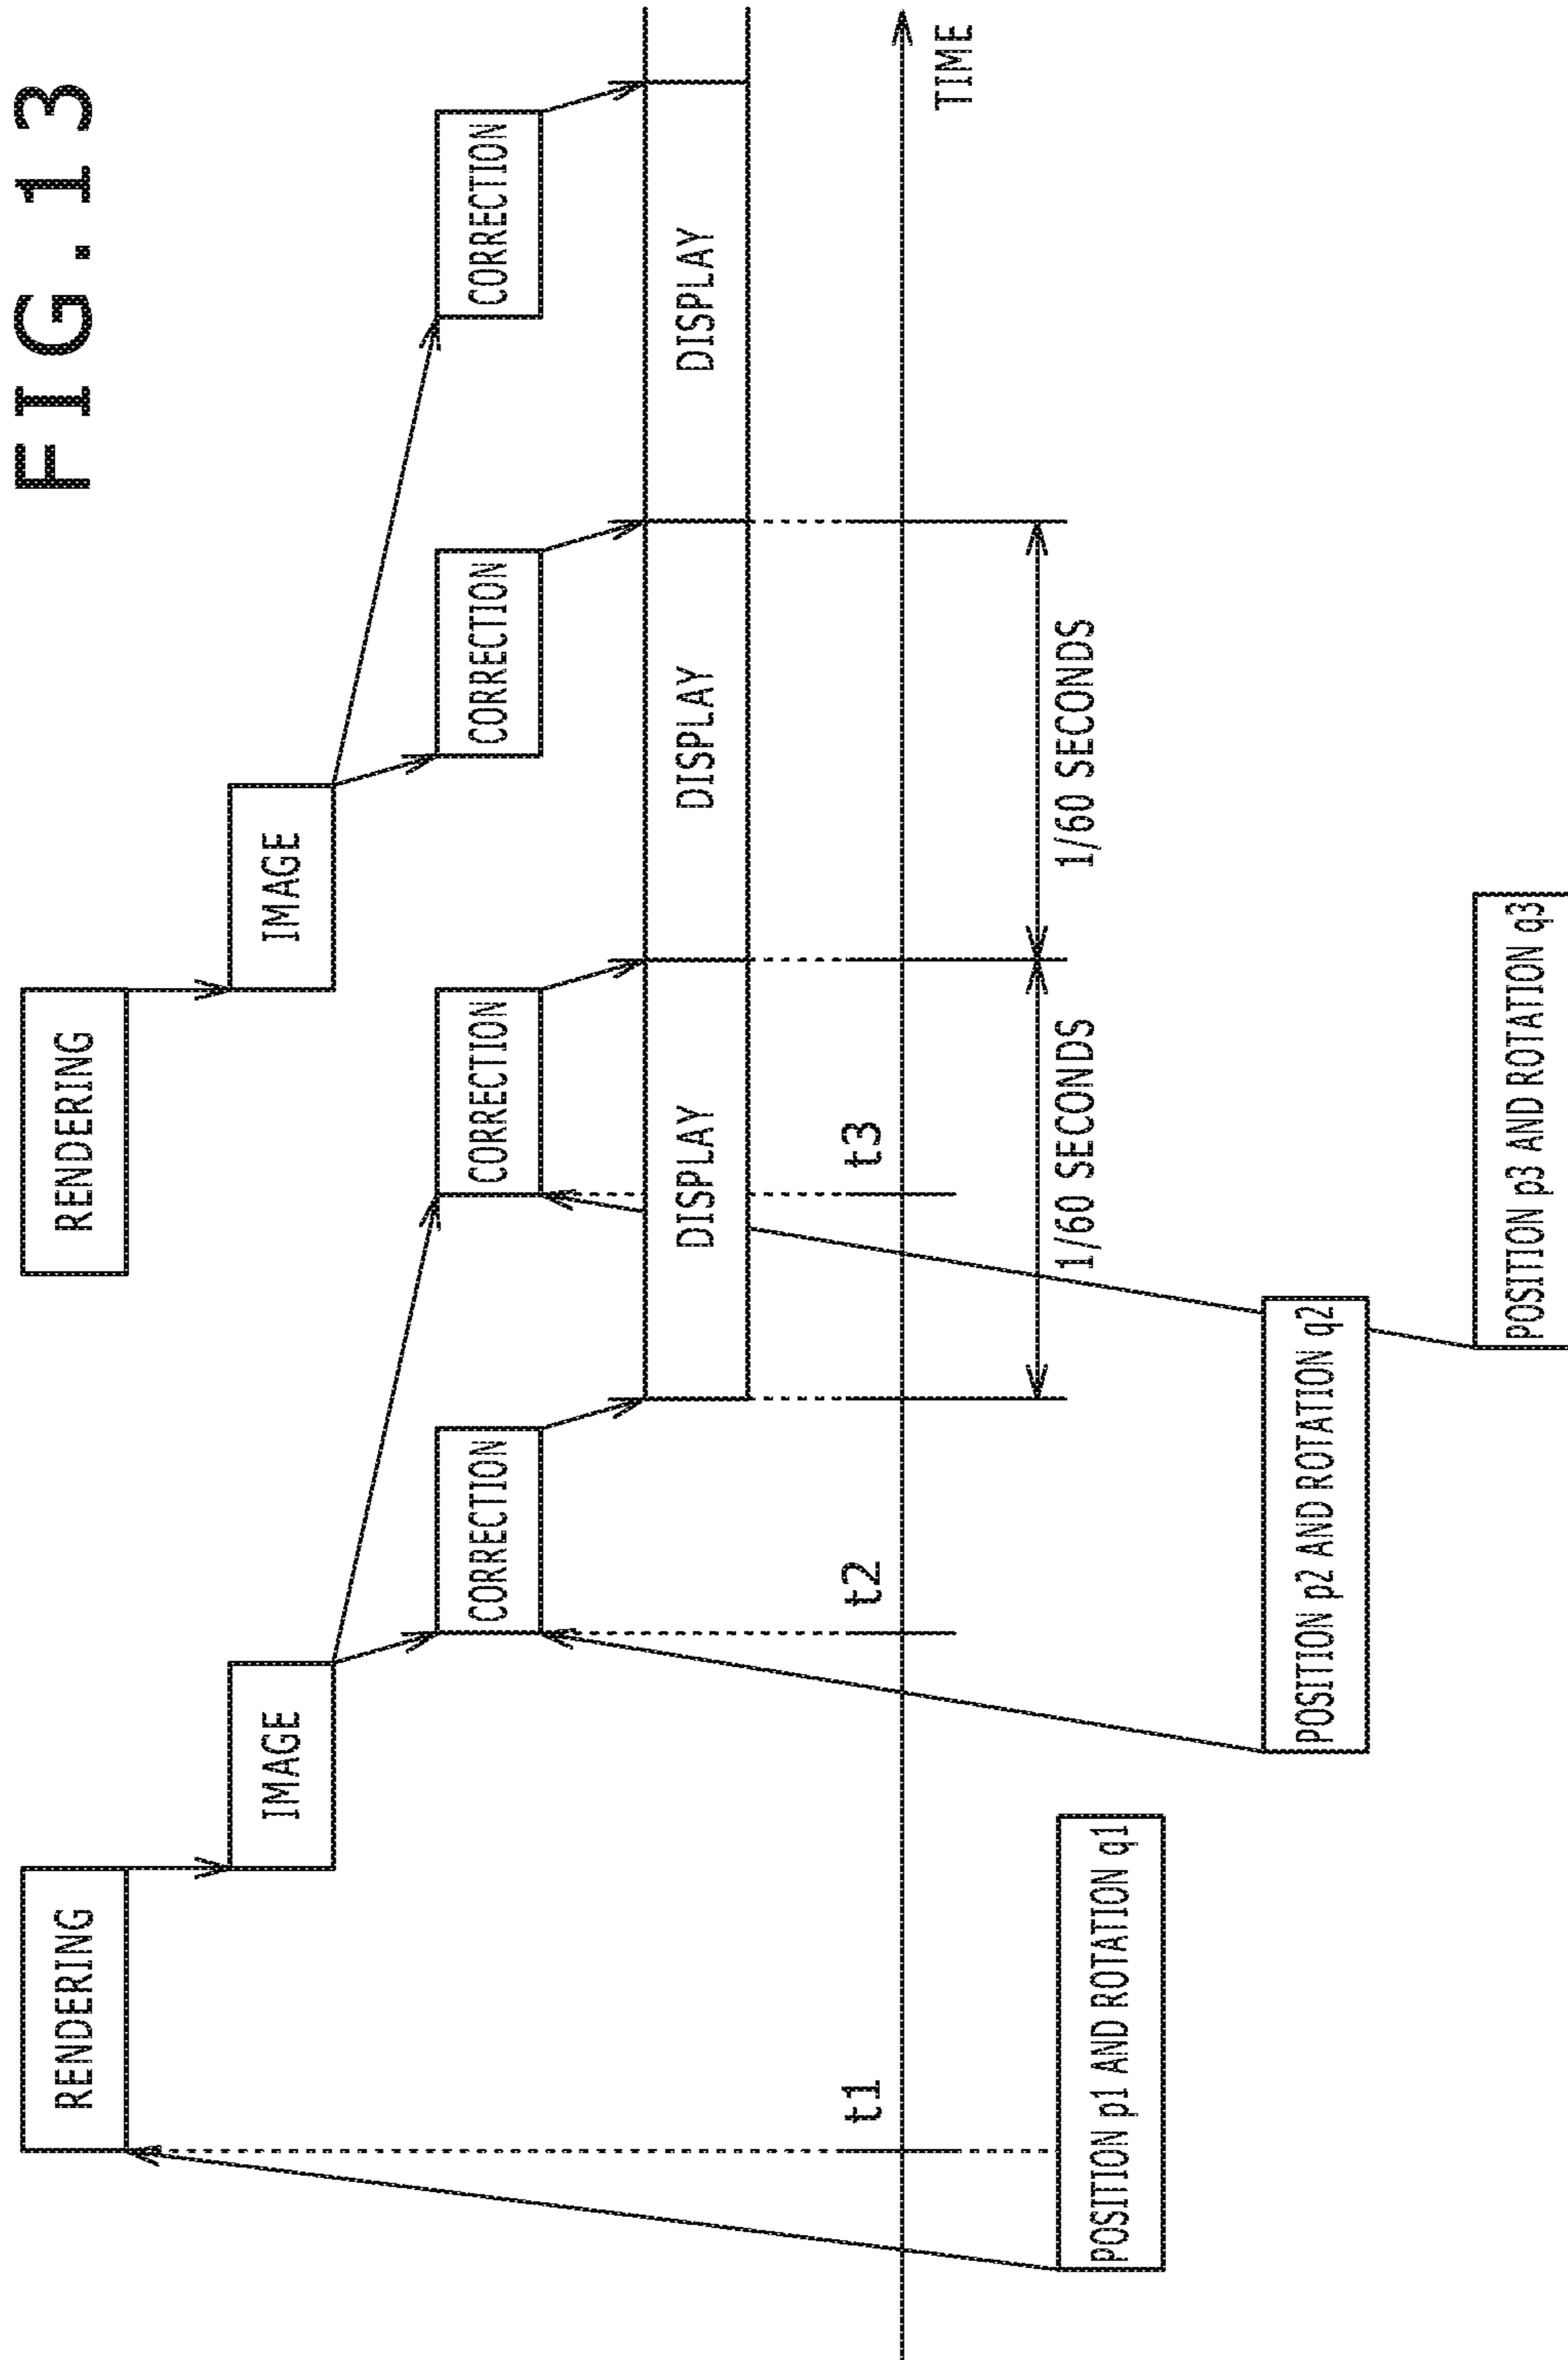 FIG.13
RENDERING
RENDERING
IMAGE
IMAGE
CORRECTION
CORRECTION
CORRECTION
CORRECTION
DISPLAY
DISPLAY
DISPLAY
t1
t2
t3
TIME
1/60 SECONDS
1/60 SECONDS
POSITION p1 AND ROTATION q1
POSITION p2 AND ROTATION q2
POSITION p3 AND ROTATION q3